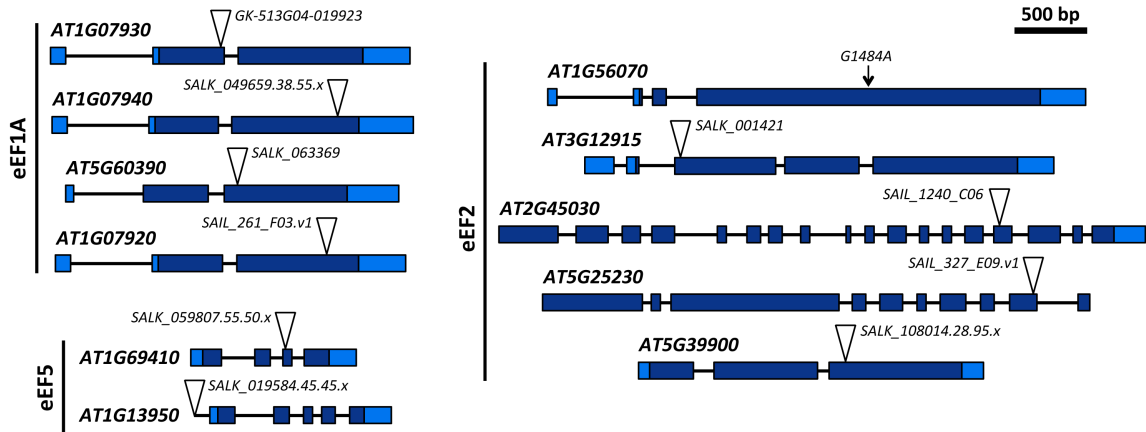 eEF1A
AT1G07930
GK-513G04-019923
AT1G07940
SALK_049659.38.55.x
AT5G60390
SALK_063369
AT1G07920
SAIL_261_F03.v1
eEF5
AT1G69410
SALK_059807.55.50.x
AT1G13950
SALK_019584.45.45.x
500 bp
eEF2
AT1G56070
G1484A
AT3G12915
SALK_001421
AT2G45030
SAIL_1240_C06
AT5G25230
SAIL_327_E09.v1
AT5G39900
SALK_108014.28.95.x